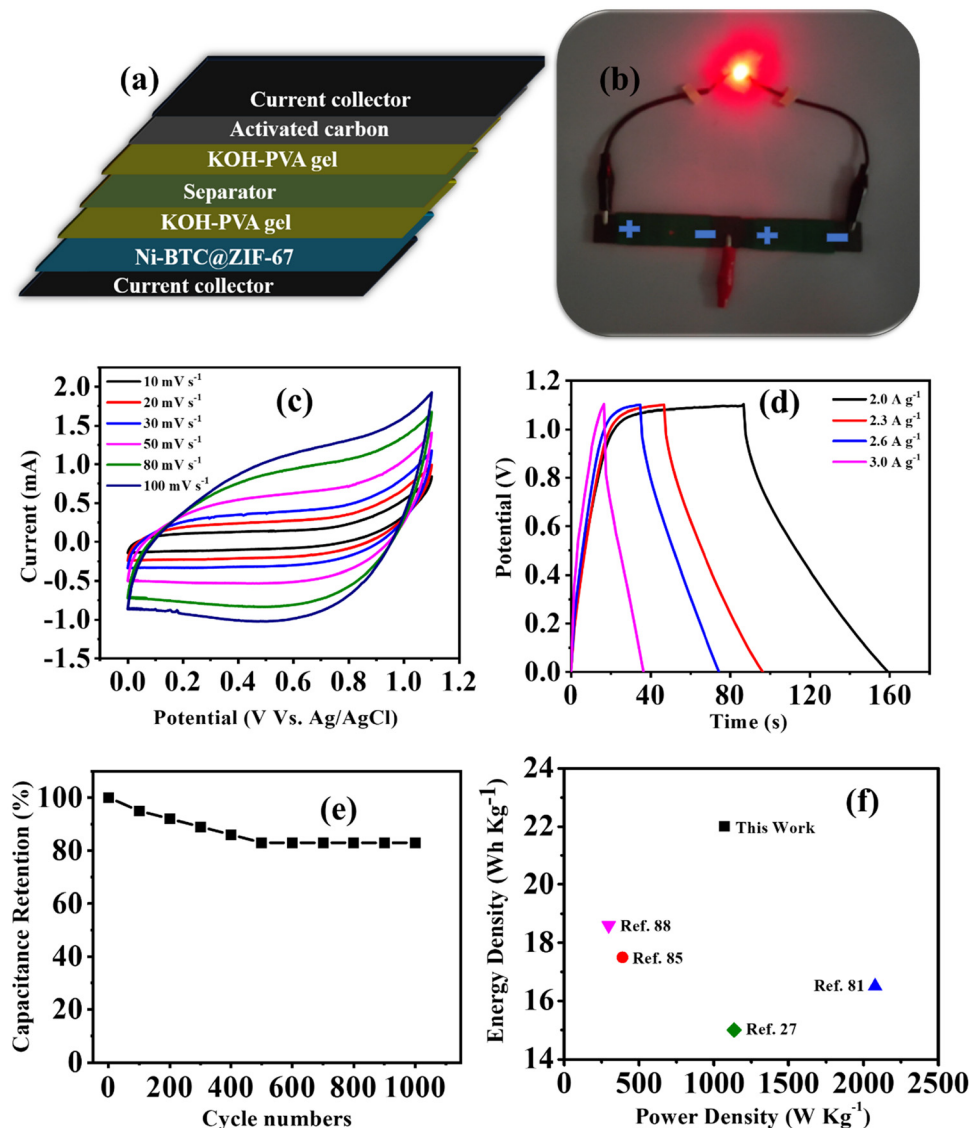 (a)
Current collector
Activated carbon
KOH-PVA gel
Separator
KOH-PVA gel
Ni-BTC@ZIF-67
Current collector
(b)
+ - + -
(c)
10 mV s⁻¹
20 mV s⁻¹
30 mV s⁻¹
50 mV s⁻¹
80 mV s⁻¹
100 mV s⁻¹
2.0
1.5
1.0
0.5
0.0
-0.5
-1.0
-1.5
Current (mA)
0.0 0.2 0.4 0.6 0.8 1.0 1.2
Potential (V Vs. Ag/AgCl)
(d)
2.0 A g⁻¹
2.3 A g⁻¹
2.6 A g⁻¹
3.0 A g⁻¹
1.2
1.0
0.8
0.6
0.4
0.2
0.0
Potential (V)
0 40 80 120 160
Time (s)
(e)
100
80
60
40
20
0
Capacitance Retention (%)
0 200 400 600 800 1000
Cycle numbers
(f)
24
22
20
18
16
14
Energy Density (Wh Kg⁻¹)
This Work
Ref. 88
Ref. 85
Ref. 81
Ref. 27
0 500 1000 1500 2000 2500
Power Density (W Kg⁻¹)